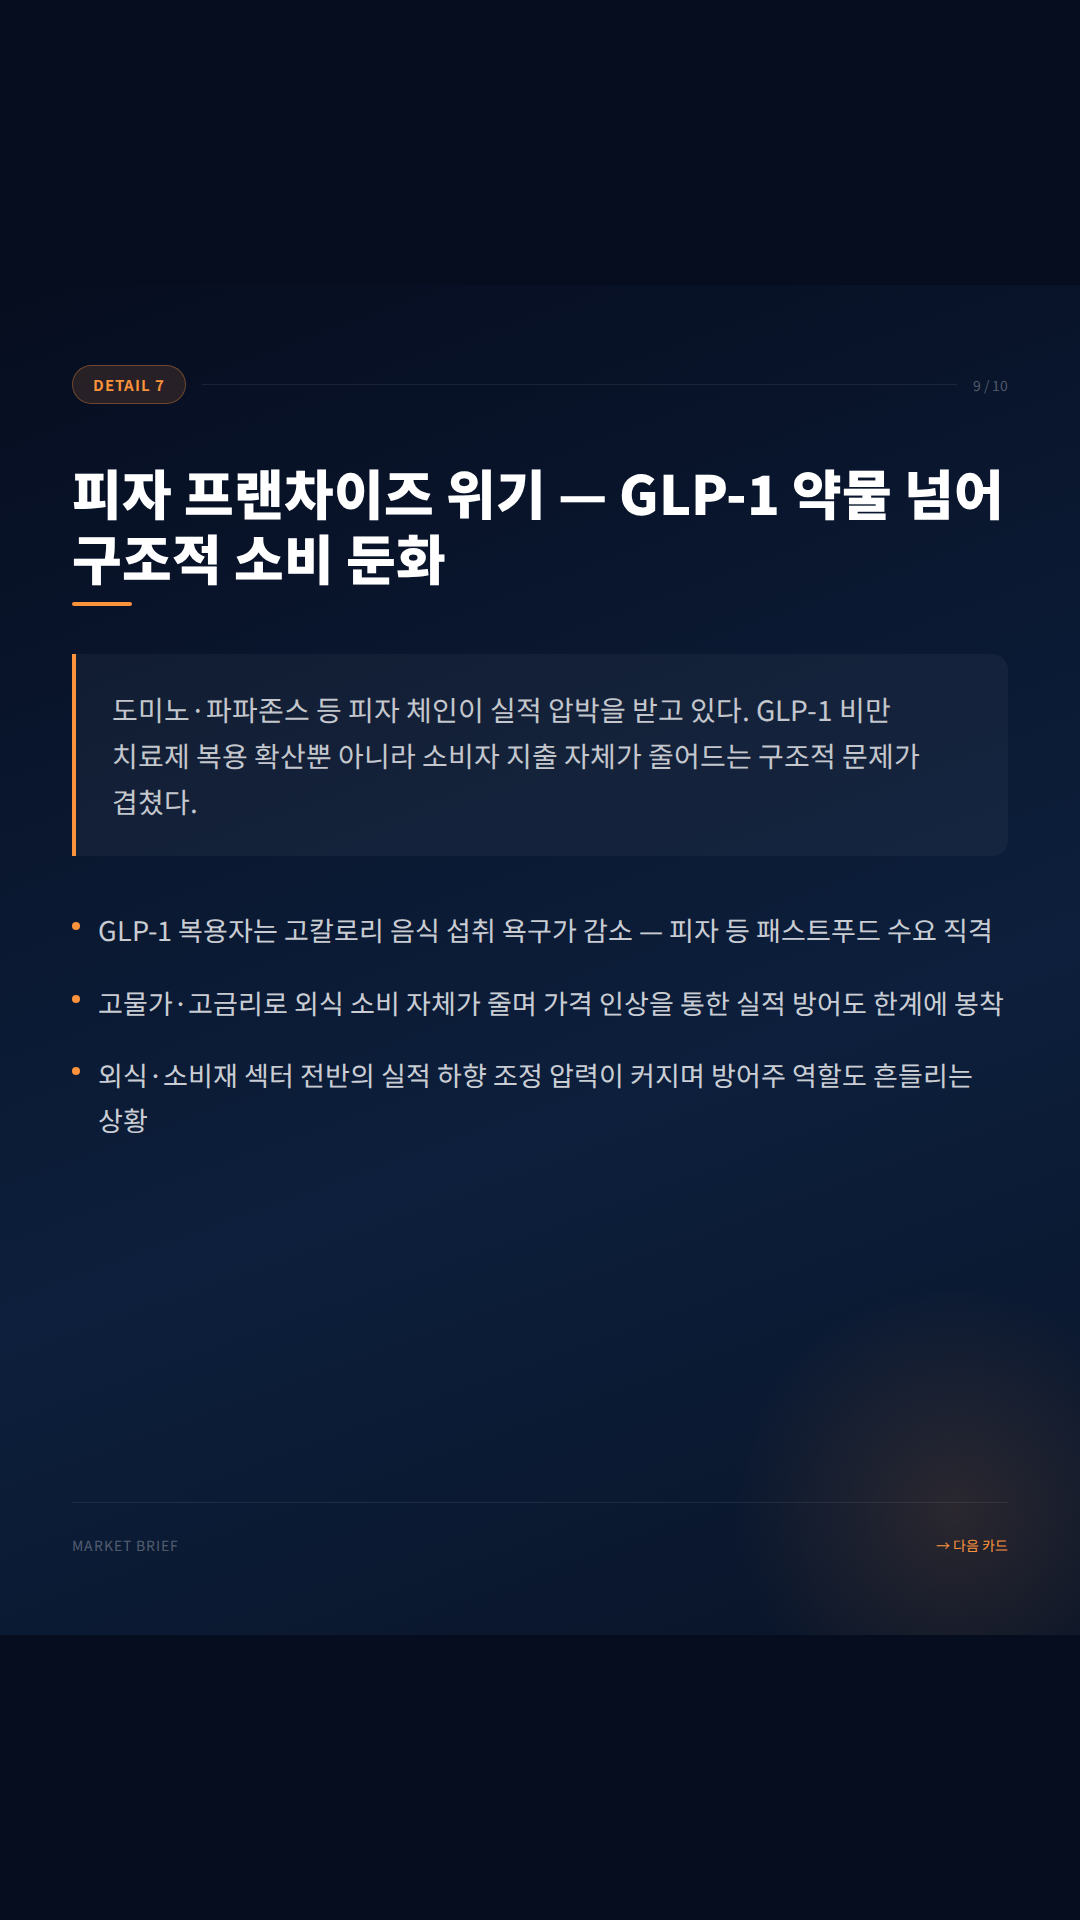 DETAIL 7
9 / 10
피자 프랜차이즈 위기 — GLP-1 약물 넘어
구조적 소비 둔화
도미노·파파존스 등 피자 체인이 실적 압박을 받고 있다. GLP-1 비만
치료제 복용 확산뿐 아니라 소비자 지출 자체가 줄어드는 구조적 문제가
겹쳤다.
• GLP-1 복용자는 고칼로리 음식 섭취 욕구가 감소 — 피자 등 패스트푸드 수요 직격
• 고물가·고금리로 외식 소비 자체가 줄며 가격 인상을 통한 실적 방어도 한계에 봉착
• 외식·소비재 섹터 전반의 실적 하향 조정 압력이 커지며 방어주 역할도 흔들리는
상황
MARKET BRIEF
→ 다음 카드